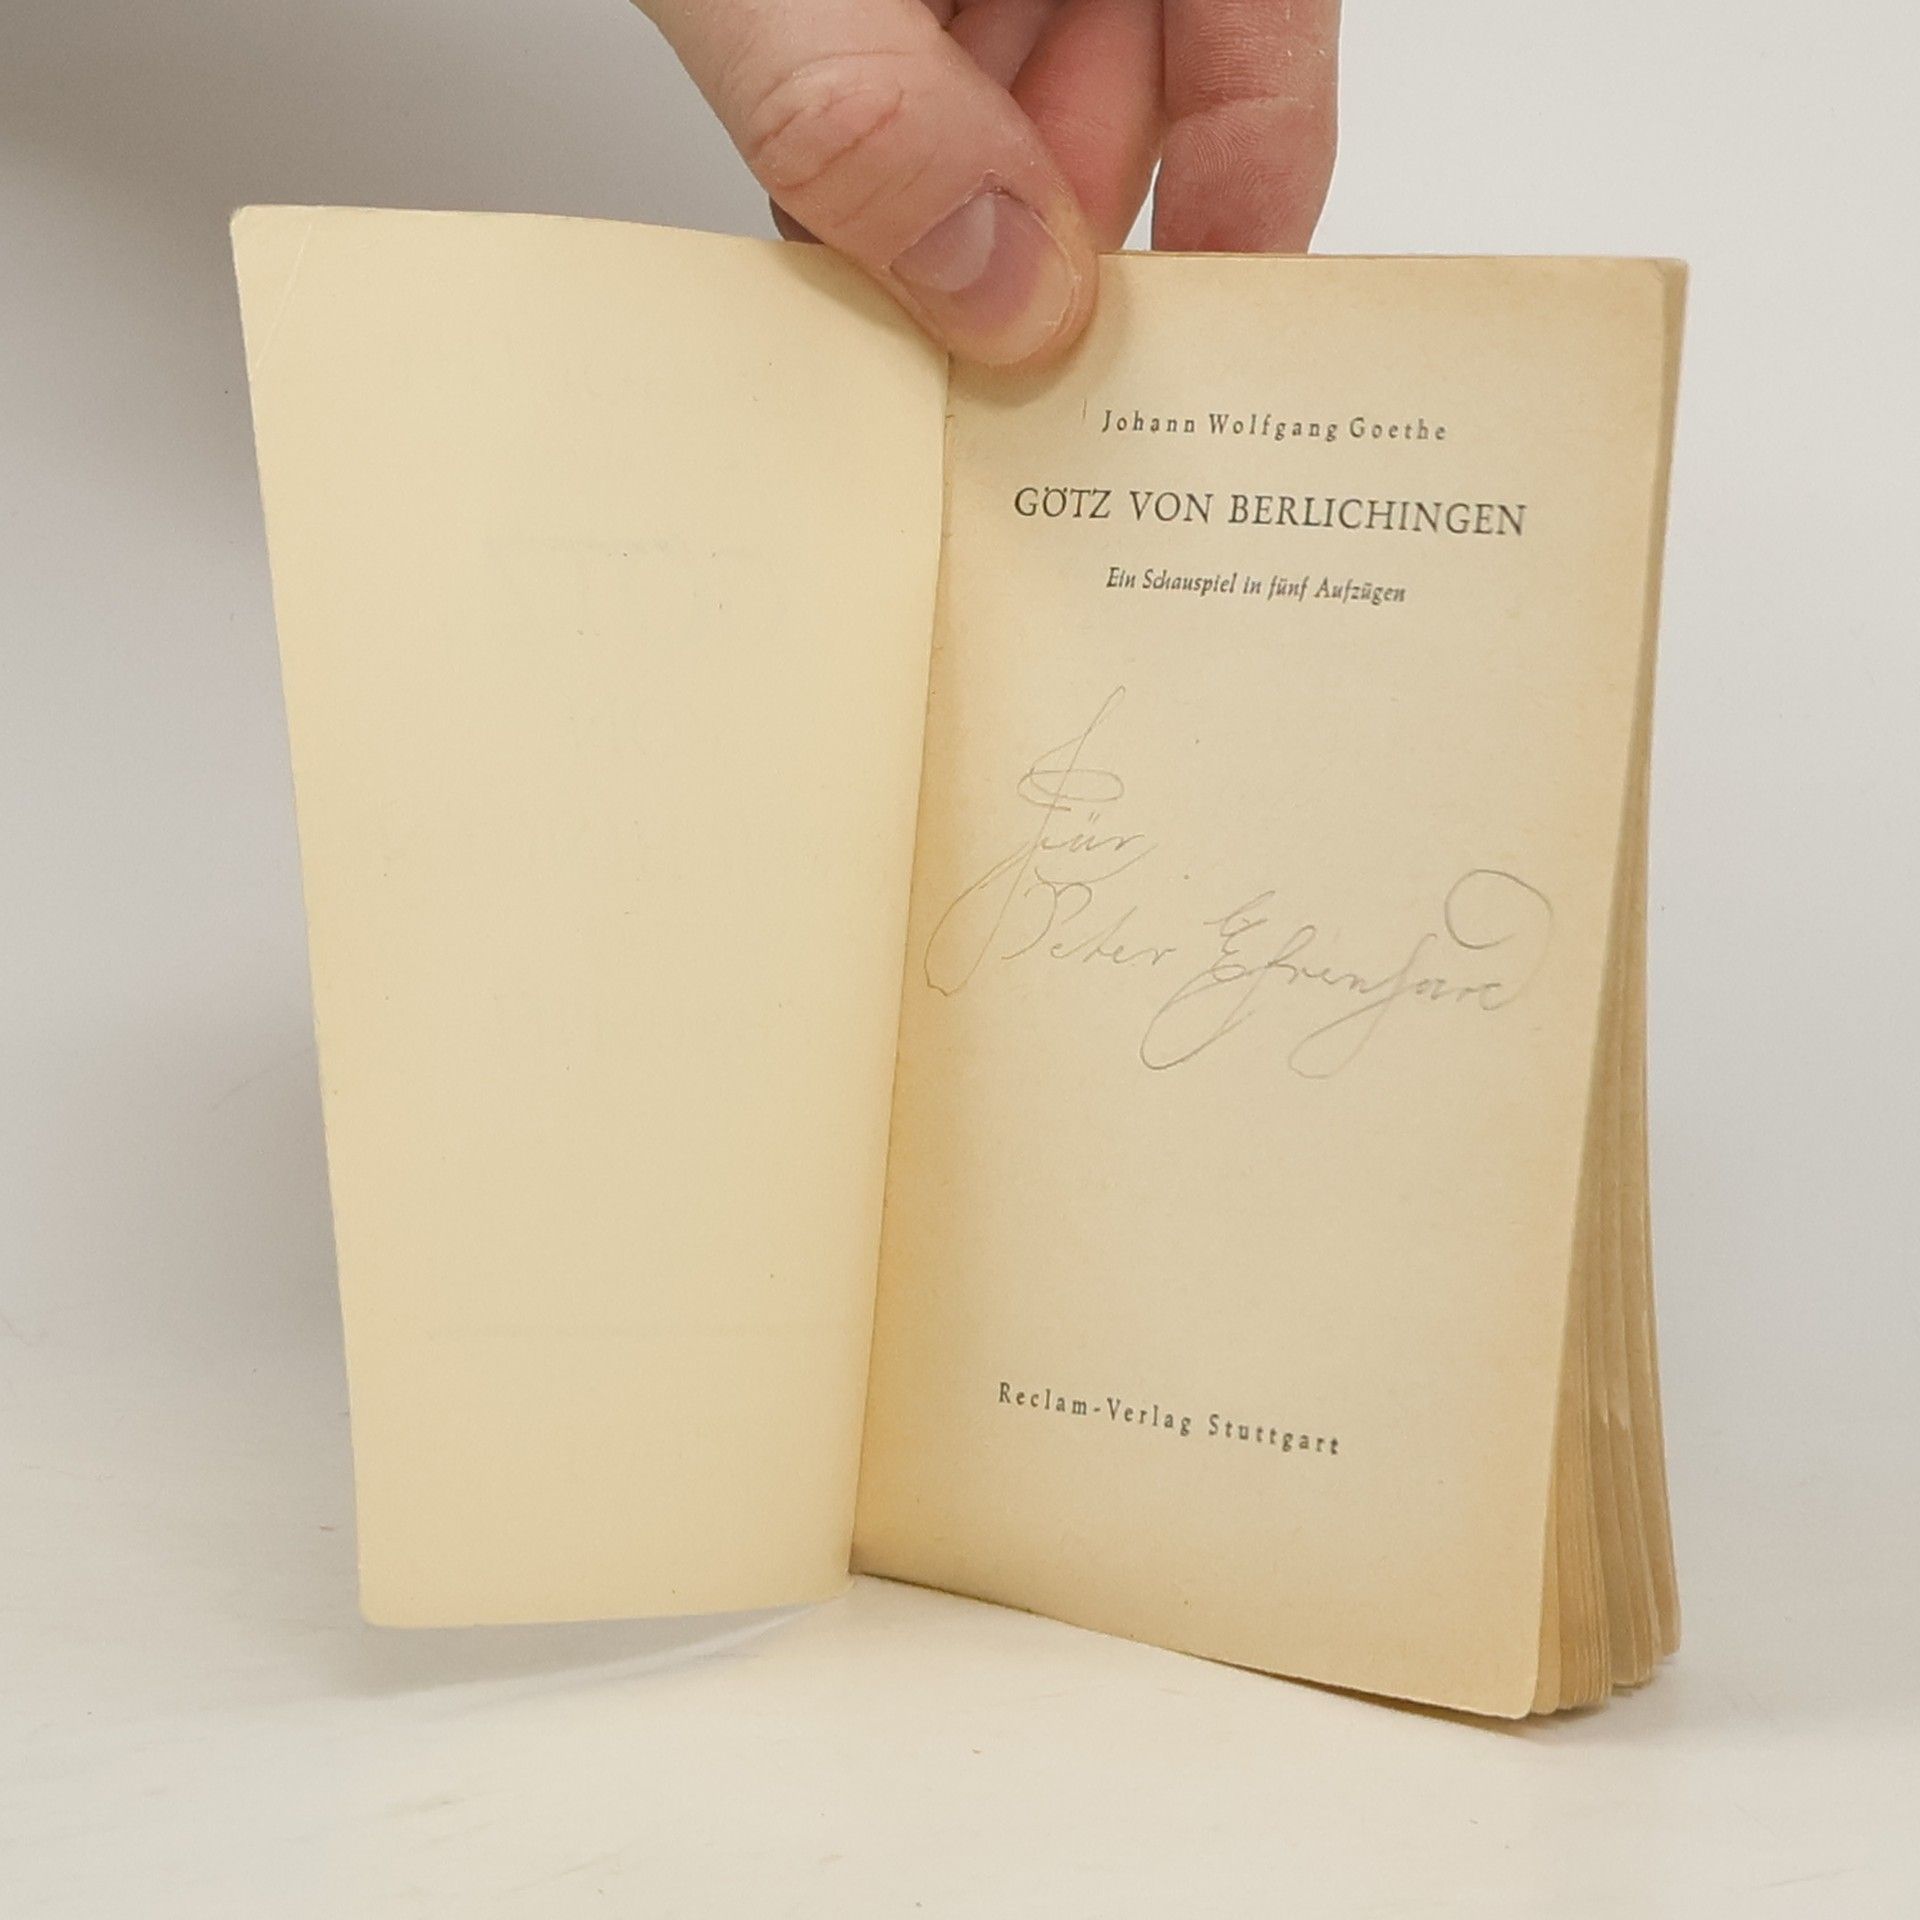 Johann Wolfgang Goethe
GÖTZ VON BERLICHINGEN
Ein Schauspiel in fünf Aufzügen
Für
Peter
Reclam-Verlag Stuttgart